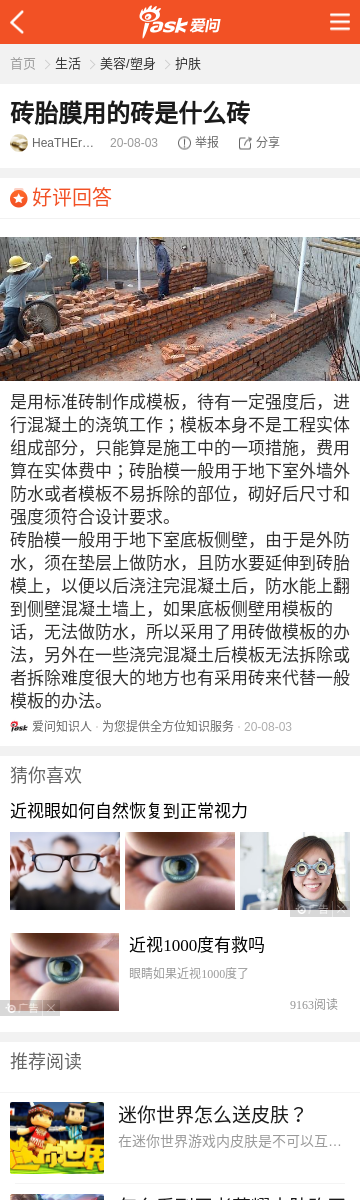 iask爱问
首页 生活 美容/塑身 护肤
砖胎膜用的砖是什么砖
HeaTHEr… 20-08-03 举报 分享
好评回答
是用标准砖制作成模板，待有一定强度后，进
行混凝土的浇筑工作；模板本身不是工程实体
组成部分，只能算是施工中的一项措施，费用
算在实体费中；砖胎模一般用于地下室外墙外
防水或者模板不易拆除的部位，砌好后尺寸和
强度须符合设计要求。
砖胎模一般用于地下室底板侧壁，由于是外防
水，须在垫层上做防水，且防水要延伸到砖胎
模上，以便以后浇注完混凝土后，防水能上翻
到侧壁混凝土墙上，如果底板侧壁用模板的
话，无法做防水，所以采用了用砖做模板的办
法，另外在一些浇完混凝土后模板无法拆除或
者拆除难度很大的地方也有采用砖来代替一般
模板的办法。
iask 爱问知识人 · 为您提供全方位知识服务 · 20-08-03
猜你喜欢
近视眼如何自然恢复到正常视力
广告
近视1000度有救吗
眼睛如果近视1000度了
9163阅读
广告
推荐阅读
迷你世界怎么送皮肤？
在迷你世界游戏内皮肤是不可以互…